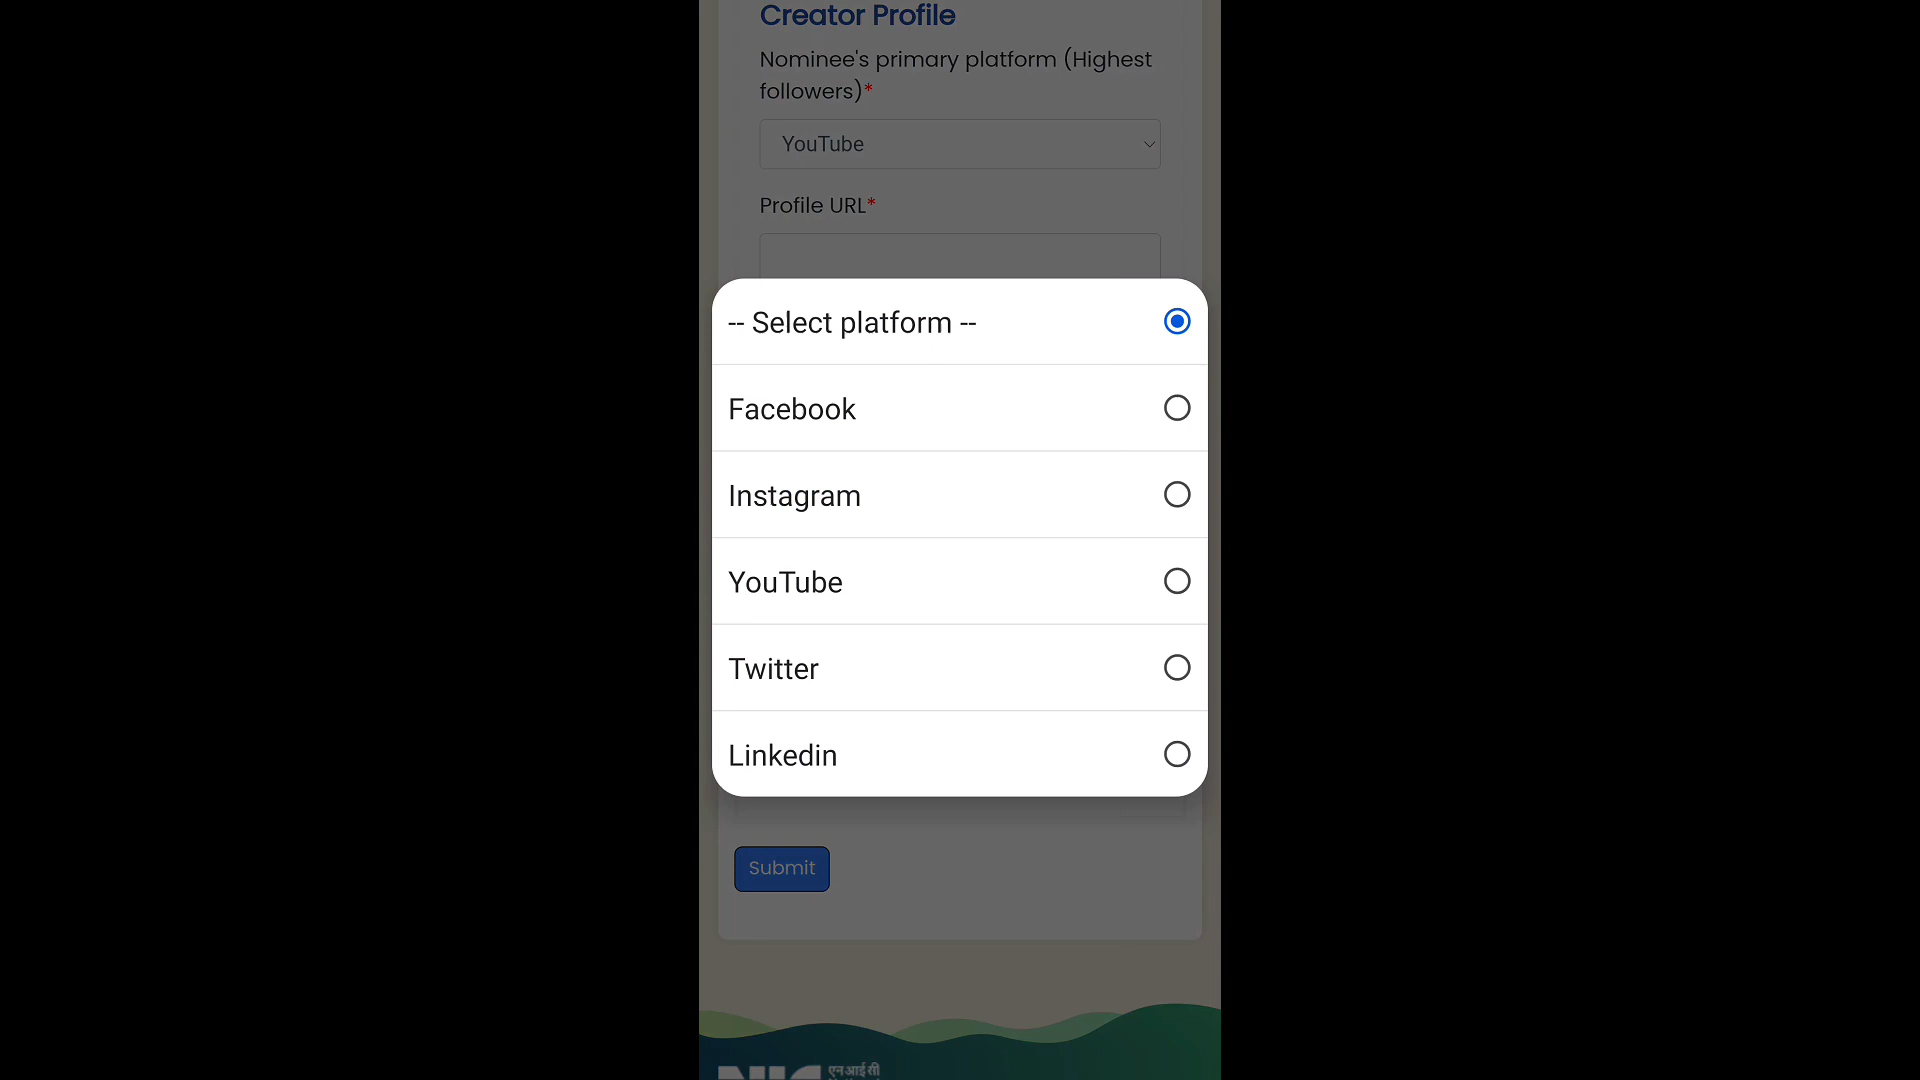 Creator Profile
Nominee's primary platform (Highest
followers)*
YouTube
Profile URL*
-- Select platform --
Facebook
Instagram
YouTube
Twitter
Linkedin
Submit
एनआईसी